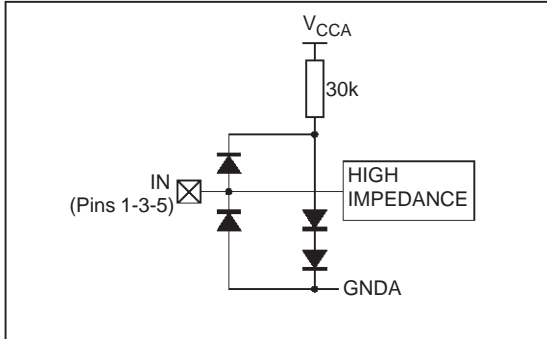 VCCA
30k
IN
(Pins 1-3-5)
HIGH
IMPEDANCE
GNDA